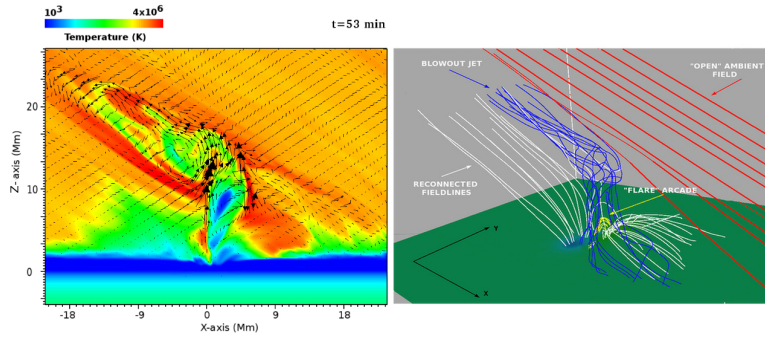 10³ 4x10⁶
Temperature (K)
t=53 min
Z- axis (Mm)
20
10
0
-18 -9 0 9 18
X-axis (Mm)
BLOWOUT JET
"OPEN" AMBIENT
FIELD
RECONNECTED
FIELDLINES
"FLARE" ARCADE
Y
X